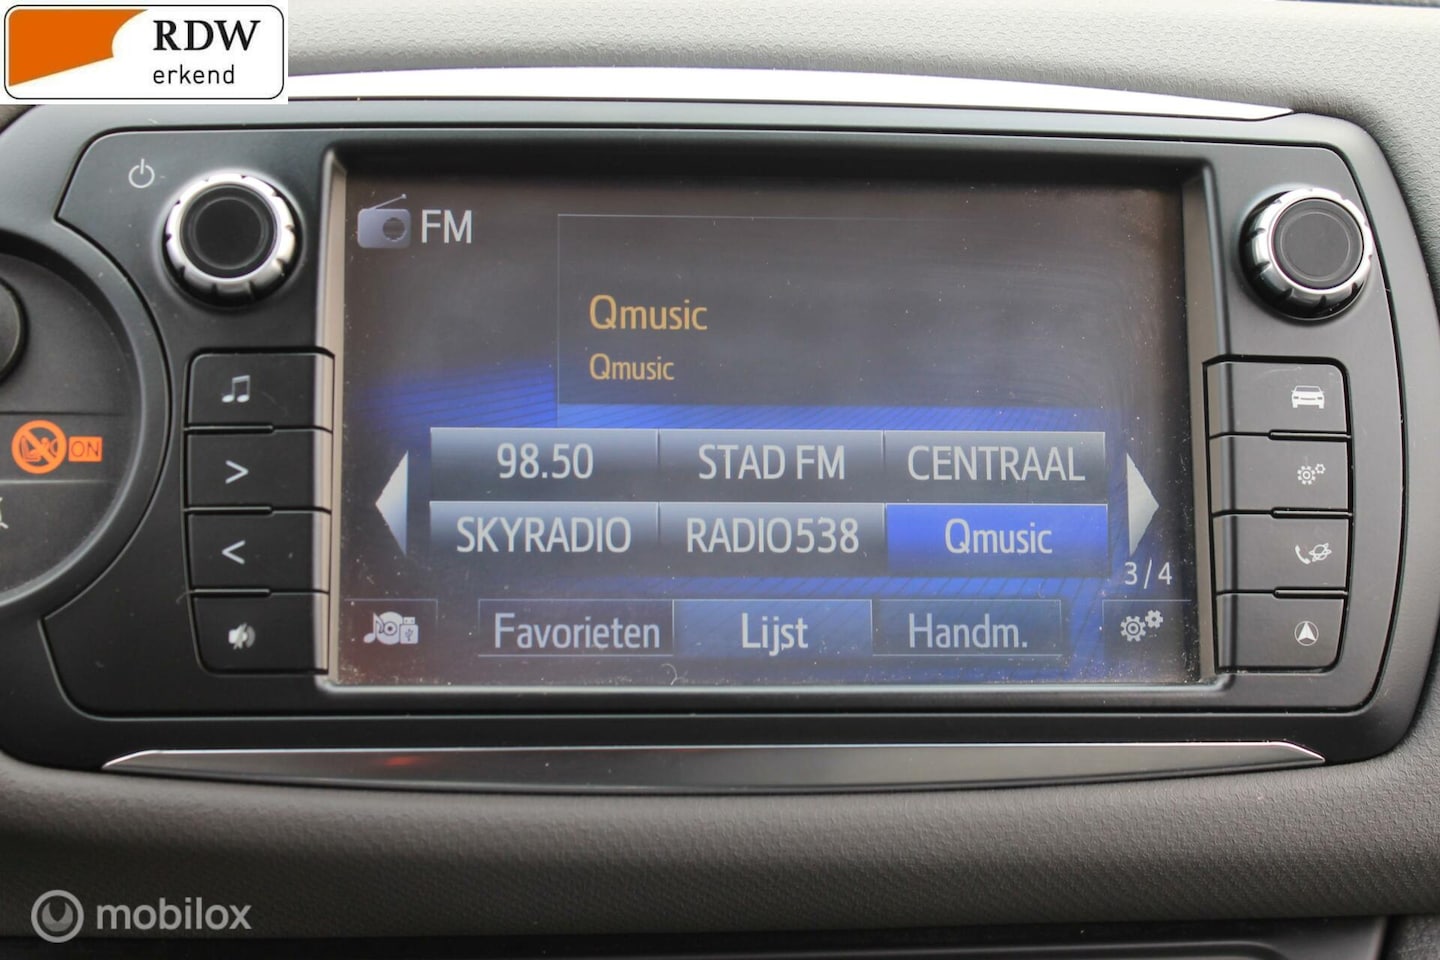 RDW
erkend
FM
Qmusic
Qmusic
98.50 STAD FM CENTRAAL
SKYRADIO RADIO538 Qmusic
3/4
Favorieten Lijst Handm.
ON
mobilox